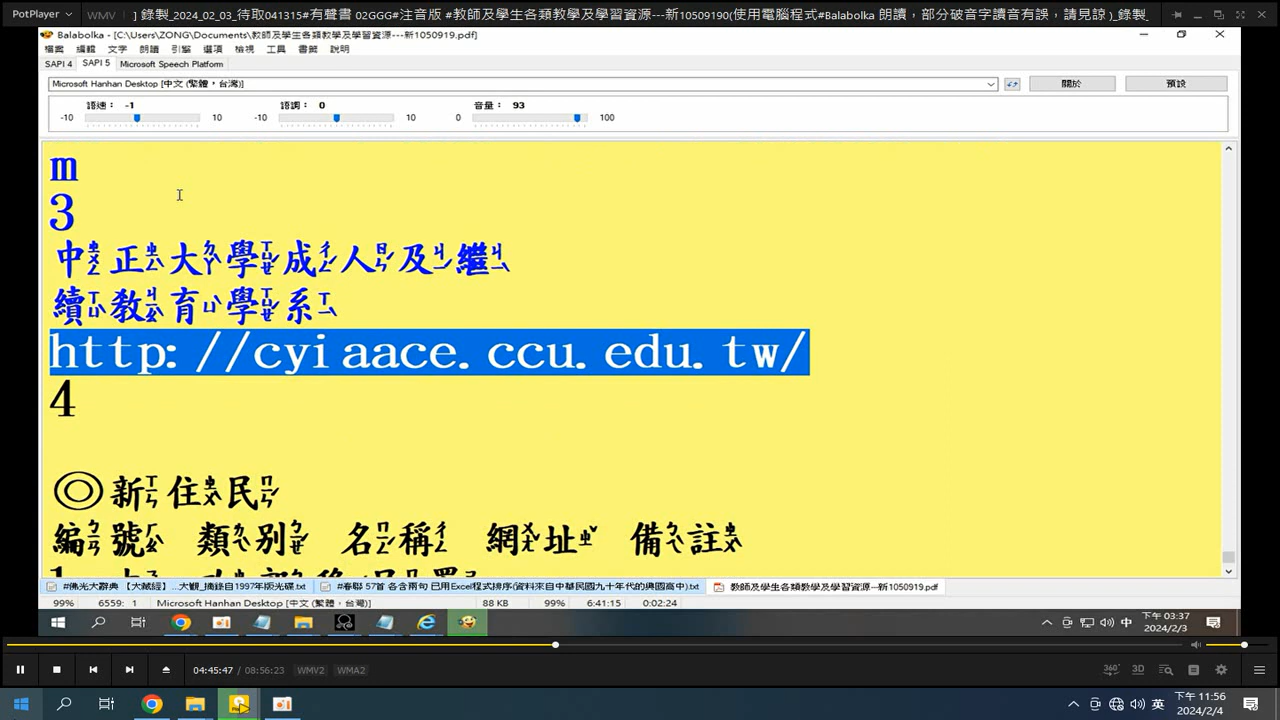 PotPlayer WMV ] 錄製_2024_02_03_待取041315#有聲書 02GGG#注音版 #教師及學生各類教學及學習資源---新10509190(使用電腦程式#Balabolka 朗讀，部分破音字讀音有誤，請見諒 )_錄製_
Balabolka - [C:\Users\ZONG\Documents\教師及學生各類教學及學習資源---新1050919.pdf]
檔案 編輯 文字 朗讀 引擎 選項 檢視 工具 書籤 說明
SAPI 4 SAPI 5 Microsoft Speech Platform
Microsoft Hanhan Desktop [中文 (繁體，台灣)] 關於 預設
語速： -1 語調： 0 音量： 93
-10 10 -10 10 0 100
m
3
中正大學成人及繼
續教育學系
http://cyiaace.ccu.edu.tw/
4
◎新住民
編號 類別 名稱 網址 備註
#佛光大辭典 【大藏經】...大觀_摘錄自1997年版光碟.txt #春聯 57首 各含兩句 已用Excel程式排序(資料來自中華民國九十年代的興國高中).txt 教師及學生各類教學及學習資源---新1050919.pdf
99% 6559: 1 Microsoft Hanhan Desktop [中文 (繁體，台灣)] 88 KB 99% 6:41:15 0:02:24
中 下午 03:37
2024/2/3
04:45:47 / 08:56:23 WMV2 WMA2 360° 3D
英 下午 11:56
2024/2/4